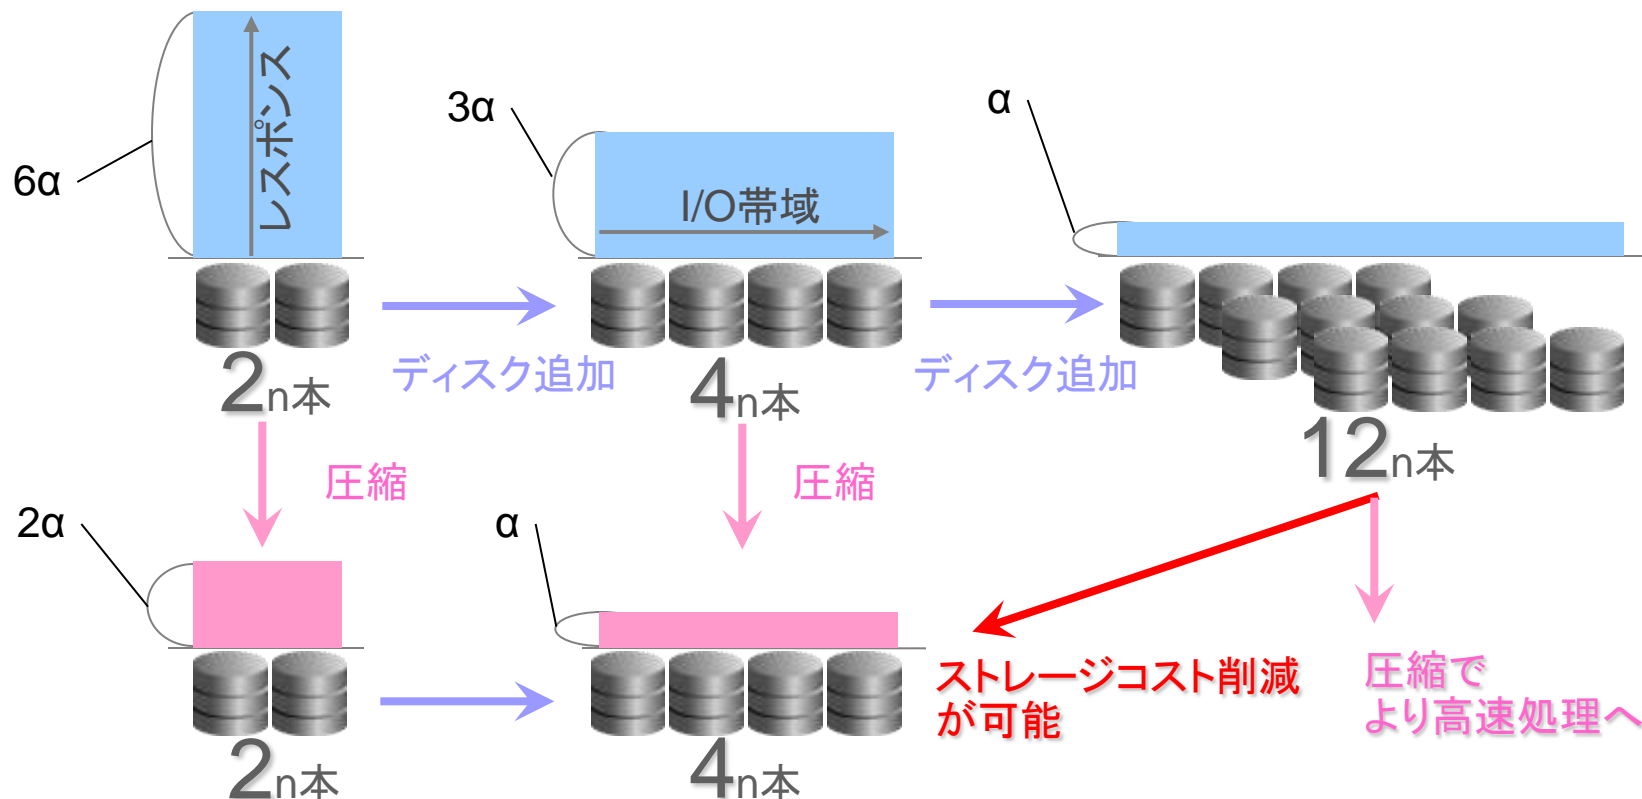 6α
レスポンス
2n本
ディスク追加
3α
I/O帯域
4n本
ディスク追加
α
12n本
圧縮
圧縮
2α
2n本
α
4n本
ストレージコスト削減
が可能
圧縮で
より高速処理へ